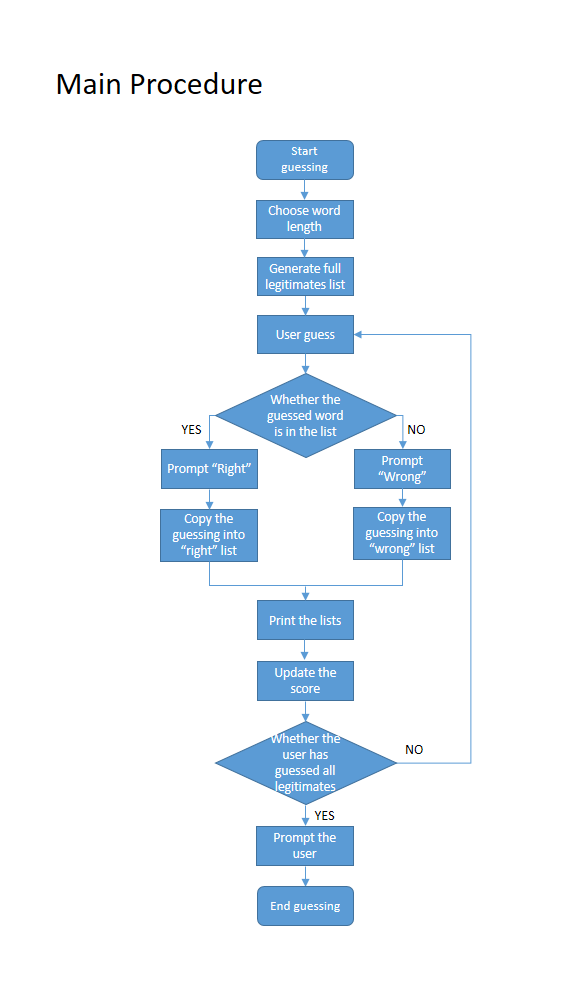 Main Procedure
Start
guessing
Choose word
length
Generate full
legitimates list
User guess
Whether the
guessed word
is in the list
YES
NO
Prompt “Right”
Prompt
“Wrong”
Copy the
guessing into
“right” list
Copy the
guessing into
“wrong” list
Print the lists
Update the
score
Whether the
user has
guessed all
legitimates
NO
YES
Prompt the
user
End guessing